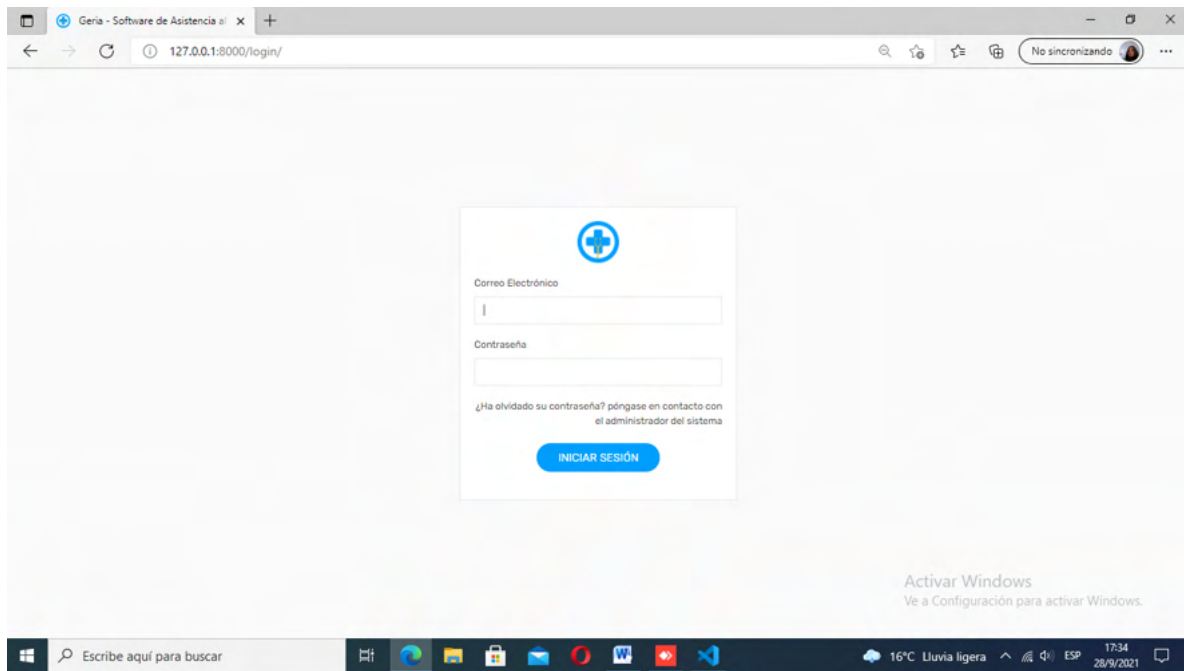 Geria - Software de Asistencia al
127.0.0.1:8000/login/
No sincronizando
Correo Electrónico
Contraseña
¿Ha olvidado su contraseña? póngase en contacto con
el administrador del sistema
INICIAR SESIÓN
Activar Windows
Ve a Configuración para activar Windows.
Escribe aquí para buscar
16°C Lluvia ligera
ESP
17:34
28/9/2021